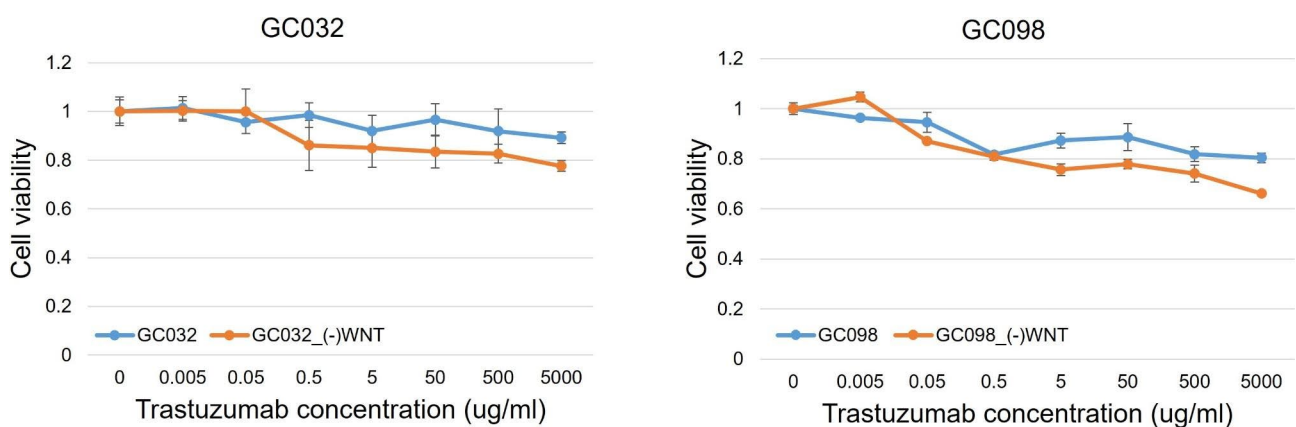 GC032
Cell viability
1.2
1
0.8
0.6
0.4
0.2
0
GC032 GC032_(-)WNT
0 0.005 0.05 0.5 5 50 500 5000
Trastuzumab concentration (ug/ml)
GC098
Cell viability
1.2
1
0.8
0.6
0.4
0.2
0
GC098 GC098_(-)WNT
0 0.005 0.05 0.5 5 50 500 5000
Trastuzumab concentration (ug/ml)